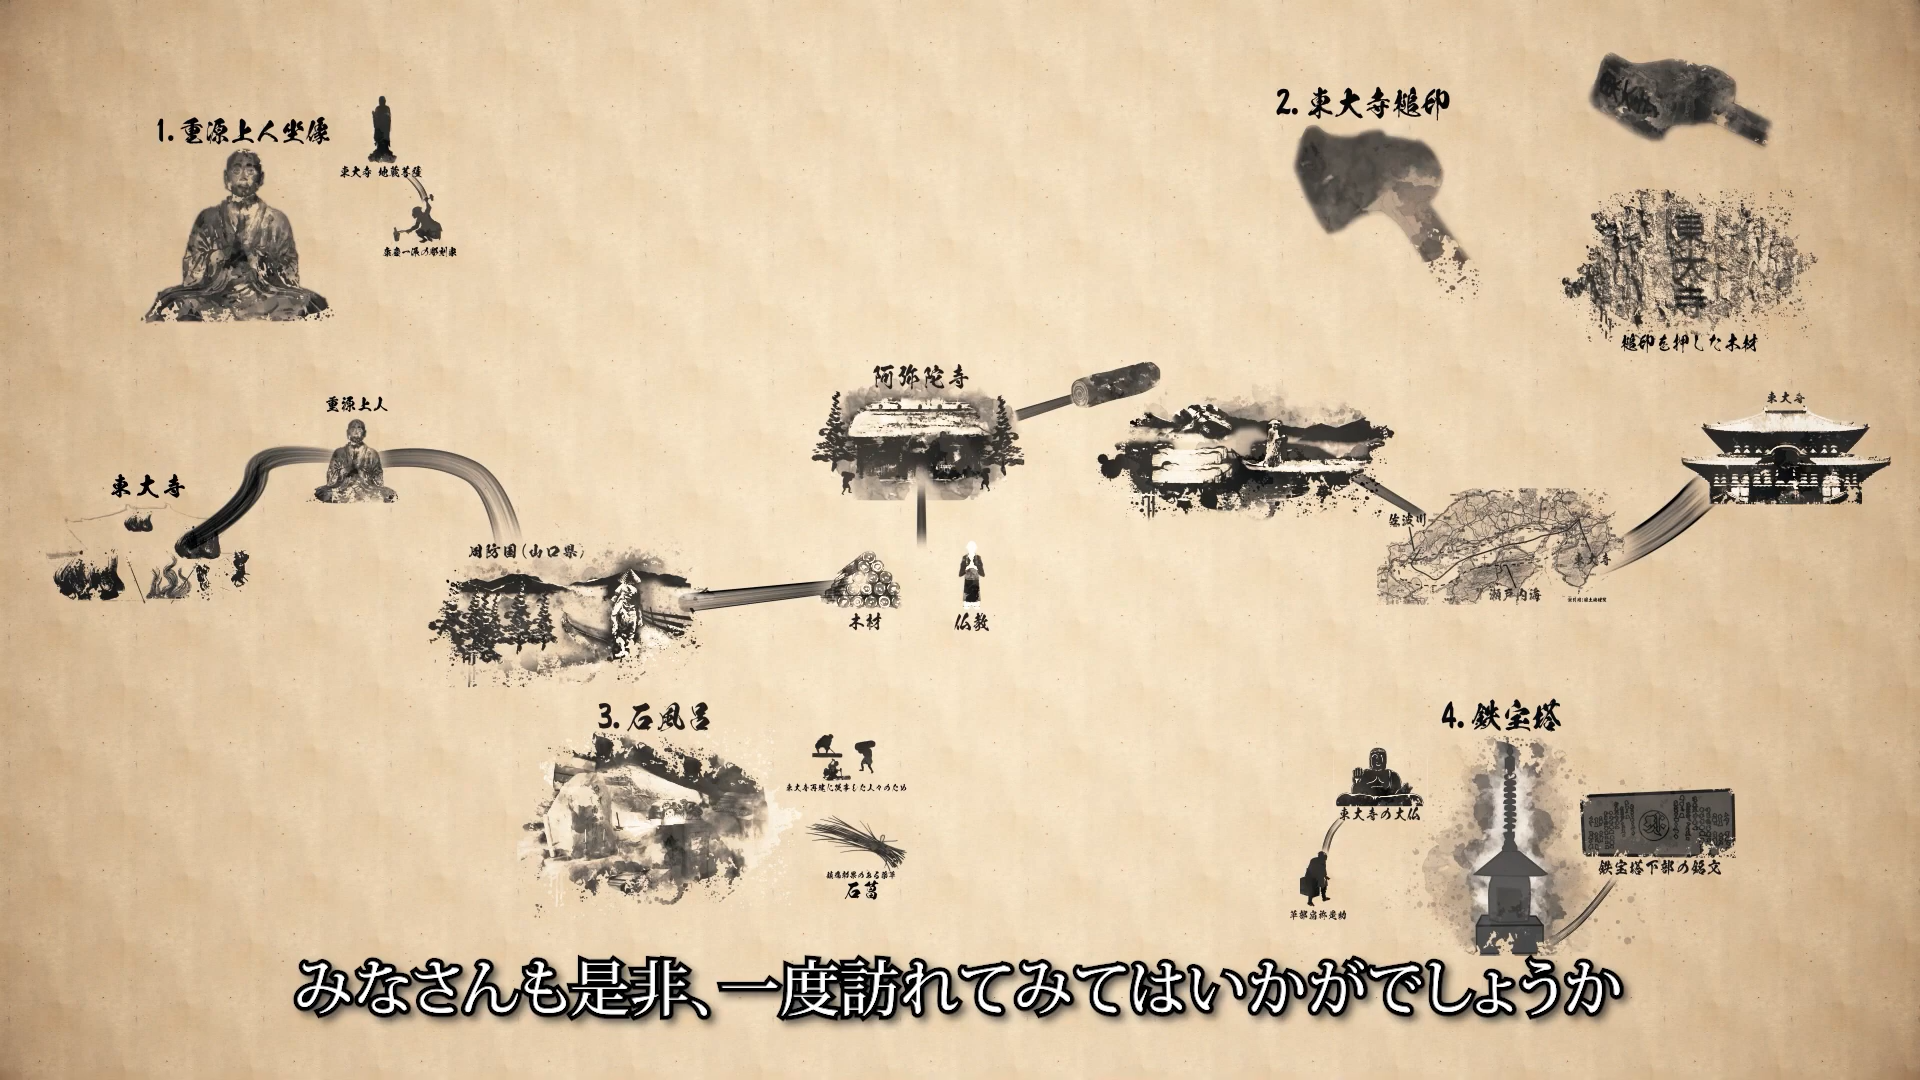 1. 重源上人坐像
東大寺 地蔵菩薩
2. 東大寺槌印
東大寺
槌印を押した木材
重源上人
東大寺
周防国(山口県)
木材
阿弥陀寺
仏教
佐波川
瀬戸内海
東大寺
東大寺
3. 石風呂
東大寺再建に従事した人々のため
石菖
4. 鉄宝塔
東大寺の大仏
鉄宝塔下部の銘文
みなさんも是非、一度訪れてみてはいかがでしょうか